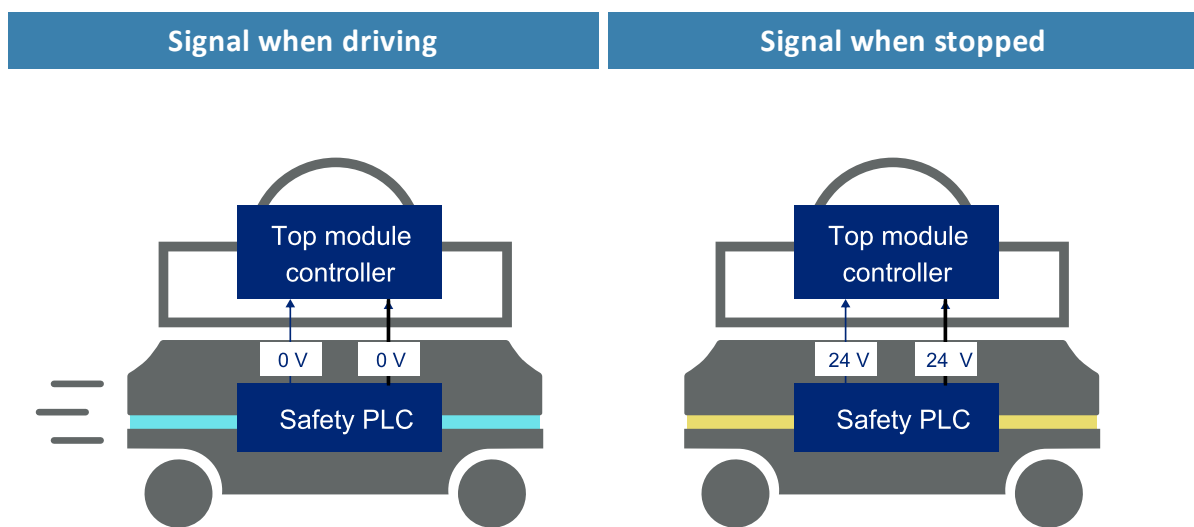 Signal when driving
Signal when stopped
Top module
controller
0 V
0 V
Safety PLC
Top module
controller
24 V
24 V
Safety PLC